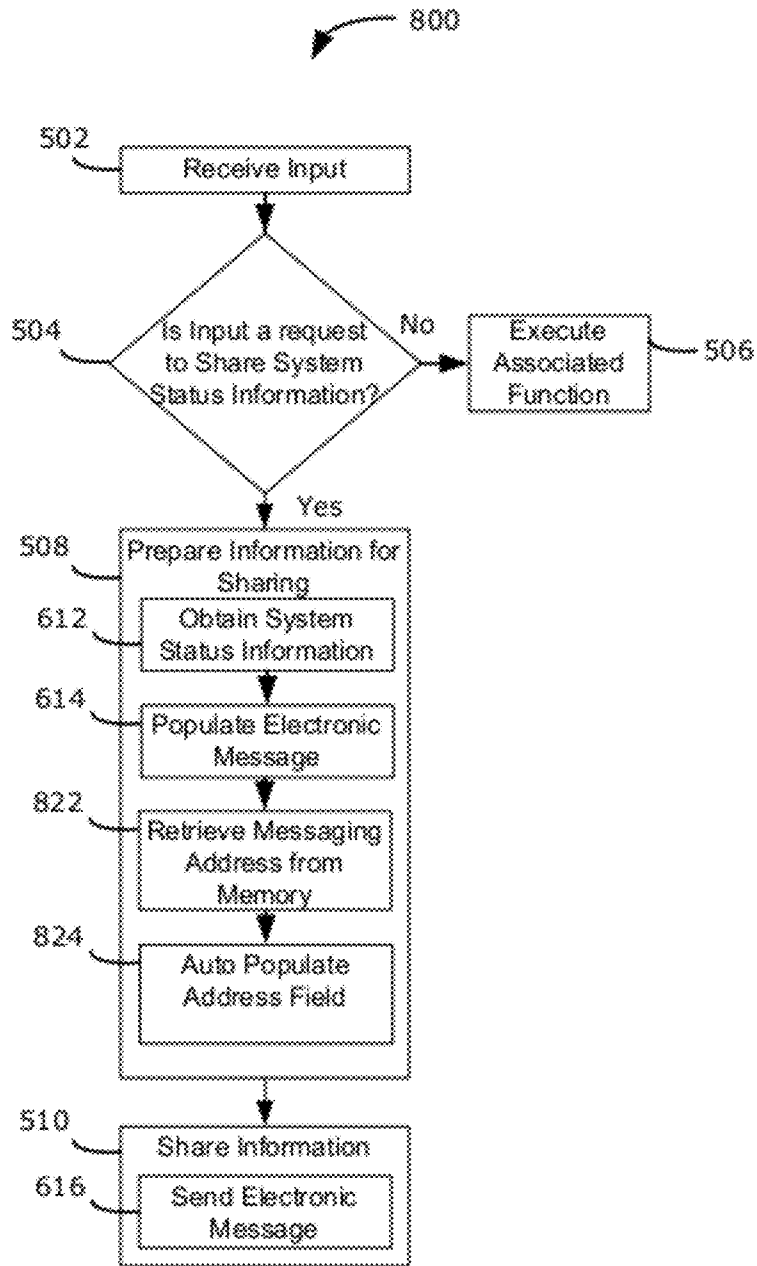 800
502
Receive Input
504
Is Input a request
to Share System
Status Information?
No
Execute
Associated
Function
506
Yes
508
Prepare Information for
Sharing
612
Obtain System
Status Information
614
Populate Electronic
Message
822
Retrieve Messaging
Address from
Memory
824
Auto Populate
Address Field
510
Share Information
616
Send Electronic
Message